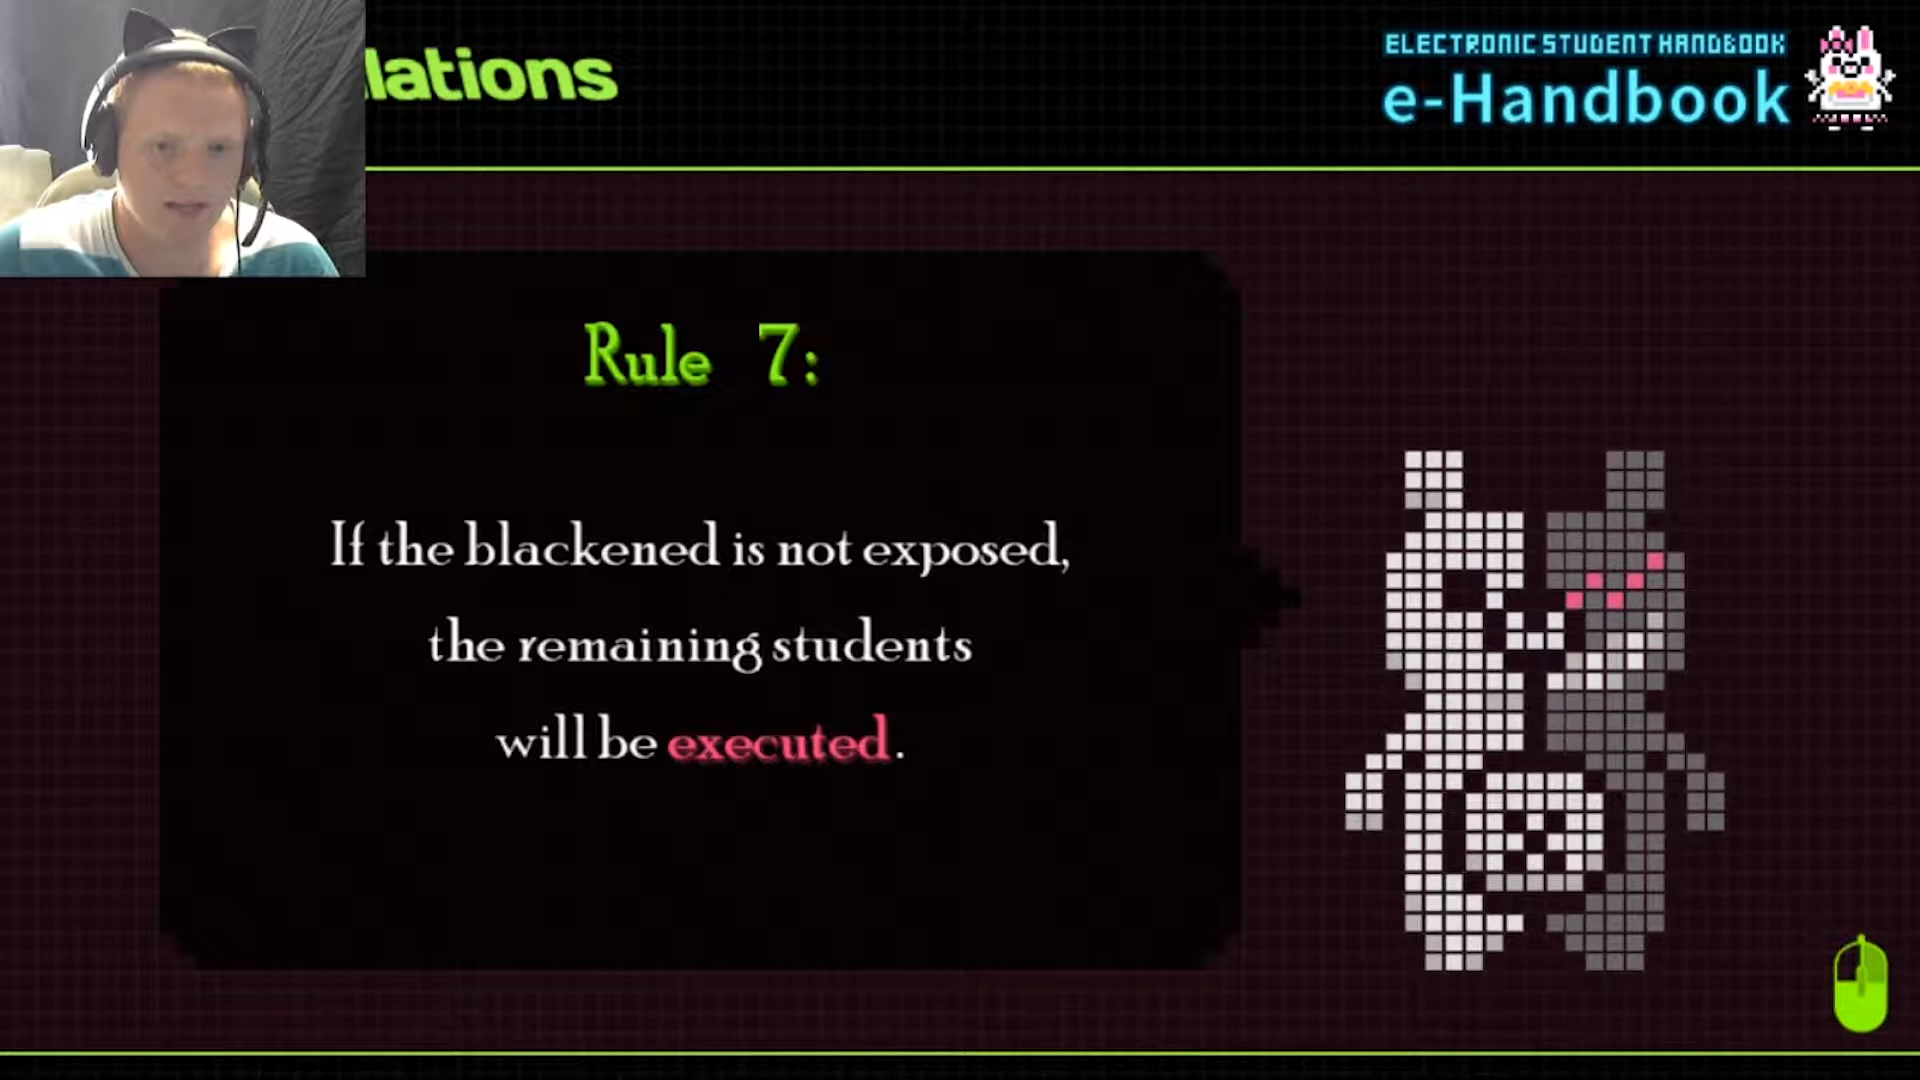 lations
ELECTRONIC STUDENT HANDBOOK
e-Handbook
Rule 7:
If the blackened is not exposed,
the remaining students
will be executed.